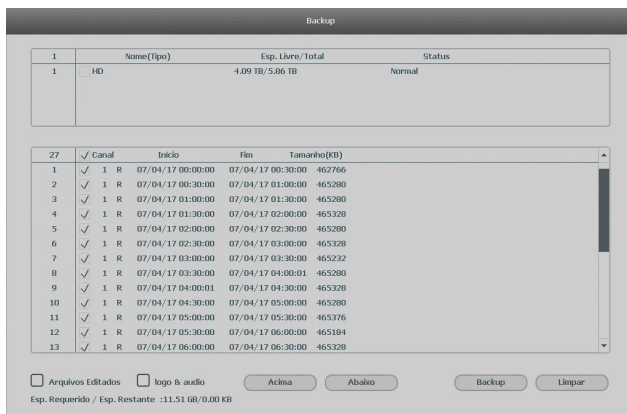 Backup
1 Nome(Tipo) Esp. Livre/Total Status
1 HD 4.09 TB/5.86 TB Normal
27 Canal Início Fim Tamanho(KB)
1 1 R 07/04/17 00:00:00 07/04/17 00:30:00 462766
2 1 R 07/04/17 00:30:00 07/04/17 01:00:00 465280
3 1 R 07/04/17 01:00:00 07/04/17 01:30:00 465280
4 1 R 07/04/17 01:30:00 07/04/17 02:00:00 465328
5 1 R 07/04/17 02:00:00 07/04/17 02:30:00 465280
6 1 R 07/04/17 02:30:00 07/04/17 03:00:00 465328
7 1 R 07/04/17 03:00:00 07/04/17 03:30:00 465232
8 1 R 07/04/17 03:30:00 07/04/17 04:00:01 465280
9 1 R 07/04/17 04:00:01 07/04/17 04:30:00 465328
10 1 R 07/04/17 04:30:00 07/04/17 05:00:00 465280
11 1 R 07/04/17 05:00:00 07/04/17 05:30:00 465376
12 1 R 07/04/17 05:30:00 07/04/17 06:00:00 465184
13 1 R 07/04/17 06:00:00 07/04/17 06:30:00 465328
Arquivos Editados logo & audio Acima Abaixo Backup Limpar
Esp. Requerido / Esp. Restante :11.51 GB/0.00 KB